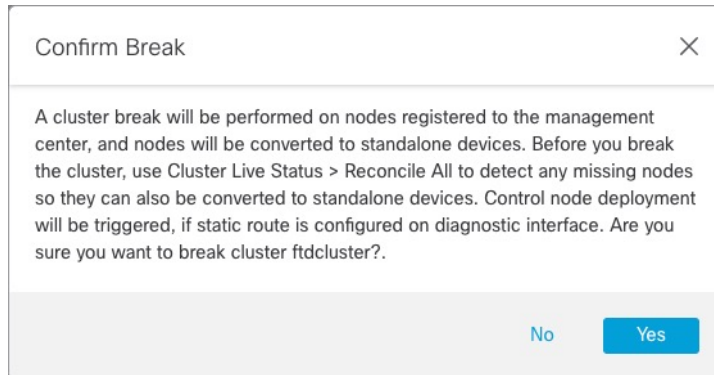 Confirm Break
A cluster break will be performed on nodes registered to the management
center, and nodes will be converted to standalone devices. Before you break
the cluster, use Cluster Live Status > Reconcile All to detect any missing nodes
so they can also be converted to standalone devices. Control node deployment
will be triggered, if static route is configured on diagnostic interface. Are you
sure you want to break cluster ftdcluster?.
No Yes